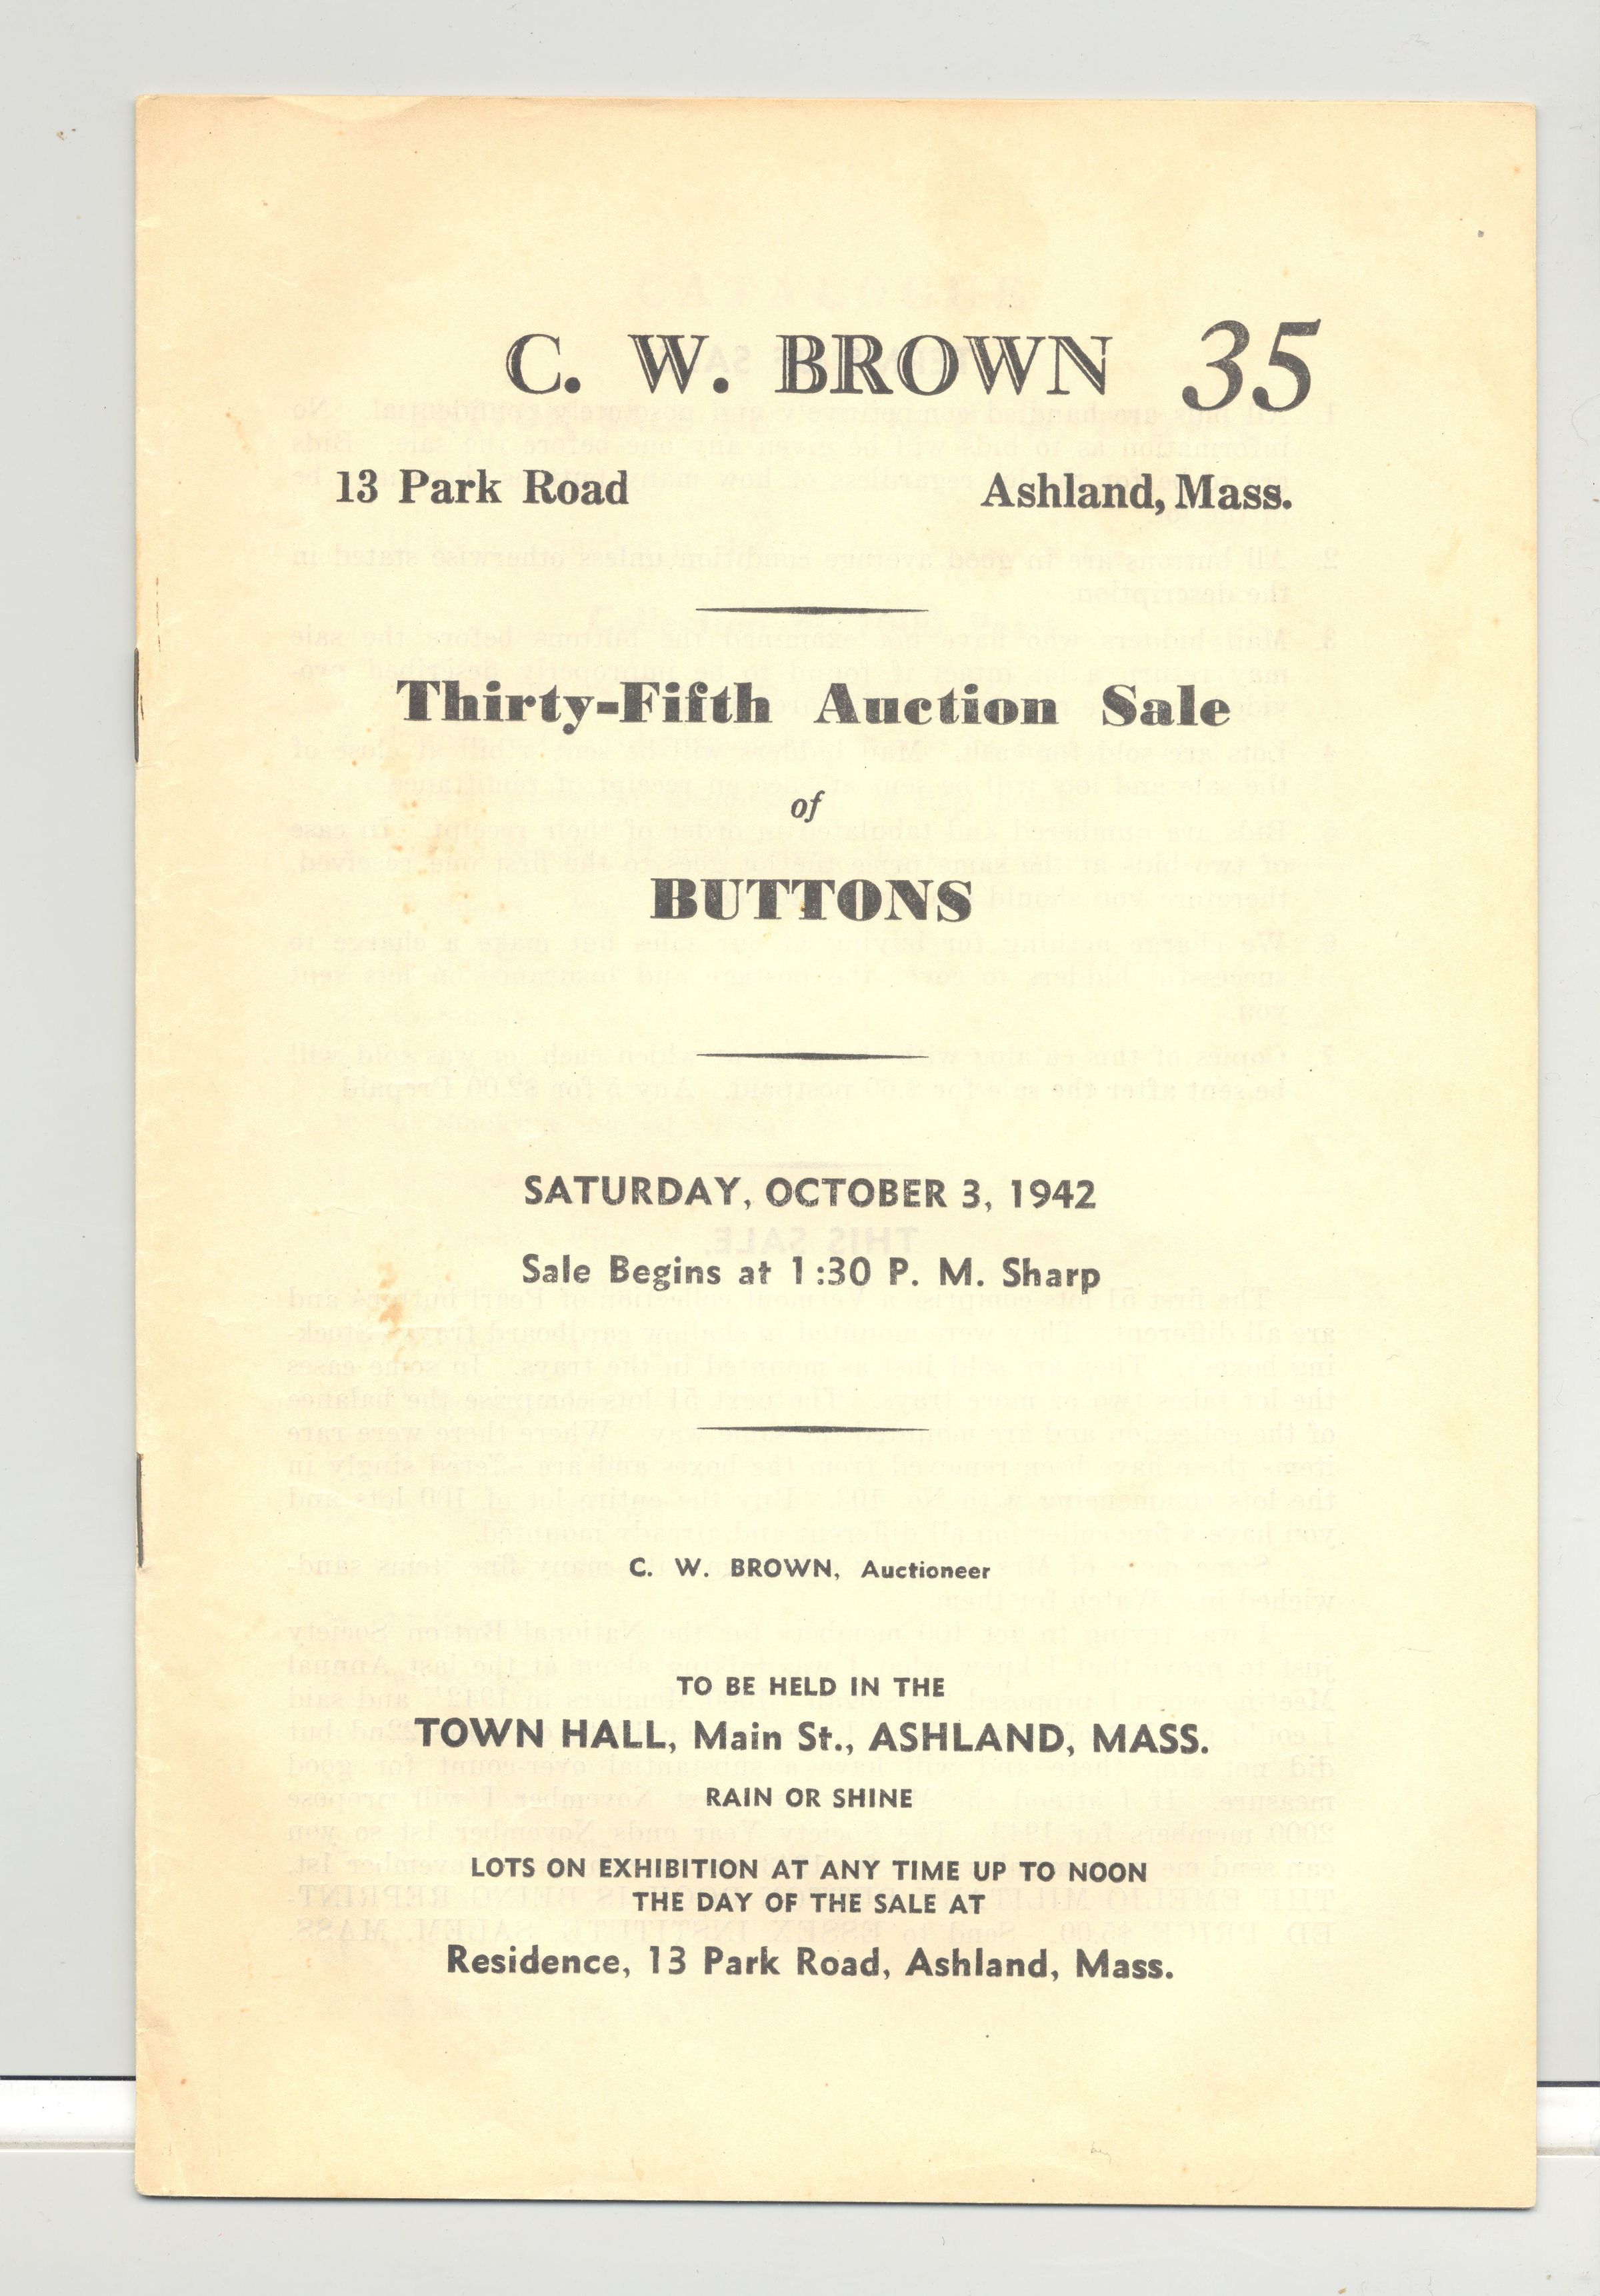 C. W. BROWN 35
13 Park Road Ashland, Mass.
Thirty-Fifth Auction Sale
of
BUTTONS
SATURDAY, OCTOBER 3, 1942
Sale Begins at 1:30 P. M. Sharp
C. W. BROWN, Auctioneer
TO BE HELD IN THE
TOWN HALL, Main St., ASHLAND, MASS.
RAIN OR SHINE
LOTS ON EXHIBITION AT ANY TIME UP TO NOON
THE DAY OF THE SALE AT
Residence, 13 Park Road, Ashland, Mass.